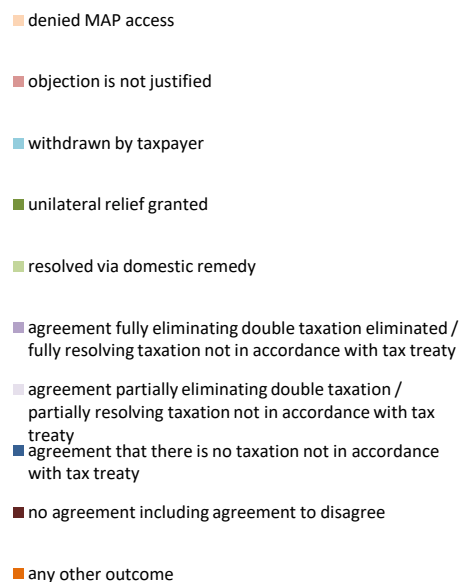 denied MAP access
objection is not justified
withdrawn by taxpayer
unilateral relief granted
resolved via domestic remedy
agreement fully eliminating double taxation eliminated /
fully resolving taxation not in accordance with tax treaty
agreement partially eliminating double taxation /
partially resolving taxation not in accordance with tax
treaty
agreement that there is no taxation not in accordance
with tax treaty
no agreement including agreement to disagree
any other outcome